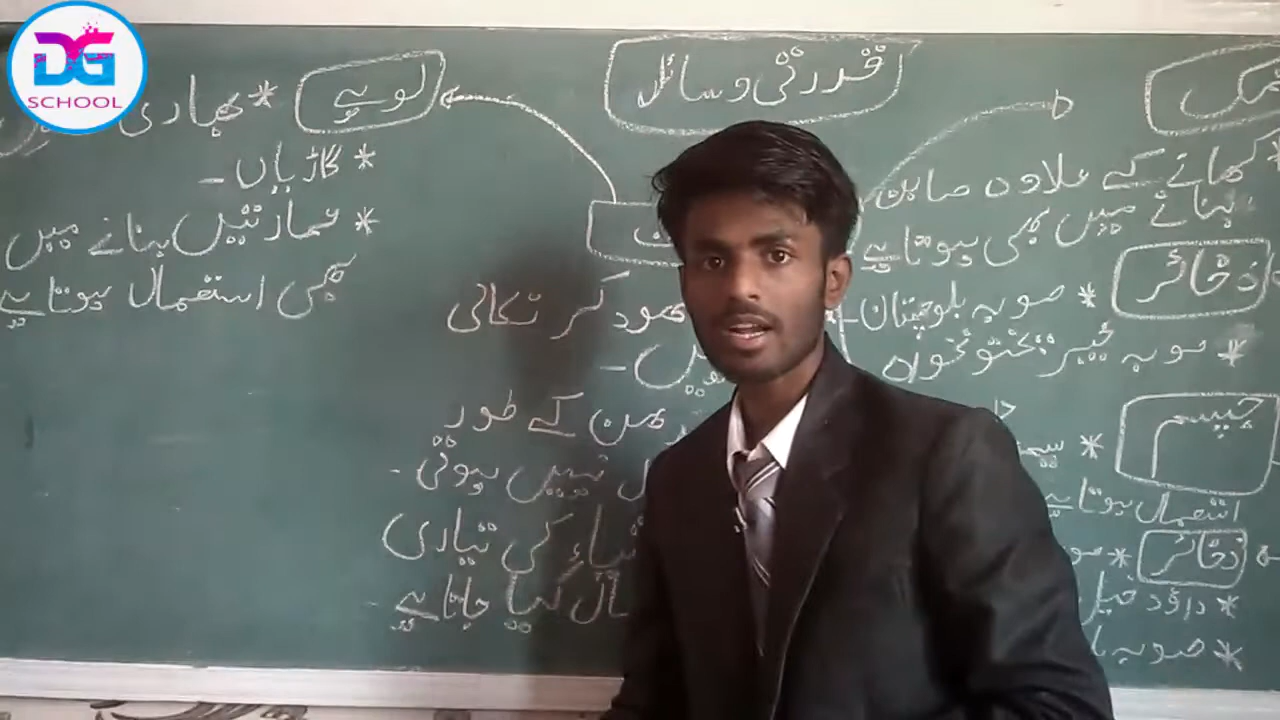 DG
SCHOOL
قدرتی وسائل
نمک
کھانے کے علاوہ صابن
بنانے میں بھی ہوتا ہے
ذخائر
* صوبہ بلوچستان-
* صوبہ خیبر پختونخواہ
جپسم
*
استعمال ہوتا ہے
ذخائر
*
* داؤد خیل
* صوبہ
کھود کر نکالی
ہیں-
کے طور
نہیں ہوتی-
کی تیاری
کیا جاتا ہے-
لوہے
* بھاری
* گاڑیاں-
* عمارتیں بنانے میں
بھی استعمال ہوتا ہے